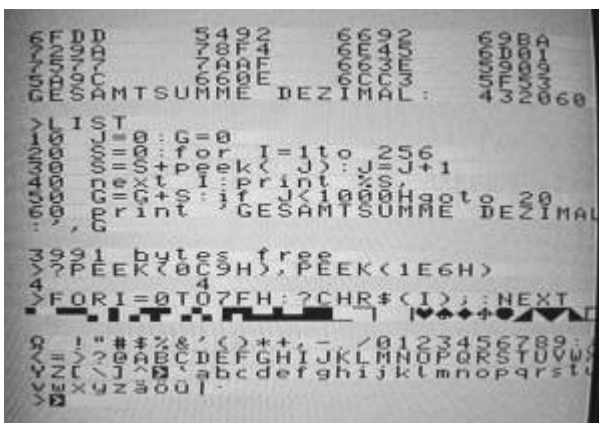 6FDD 5492 6692 69BA
729A 78F4 6E45 6D01
7577 7AAF 663E 5909
5A9C 660E 6CC3 5F53
GESAMTSUMME DEZIMAL: 432060
>LIST
10 J=0:G=0
20 S=0:for I=1to 256
30 S=S+peek( J):J=J+1
40 next I:print %S,
50 G=G+S:if J<1000Hgoto 20
60 print "GESAMTSUMME DEZIMAL
:",G
3991 bytes free
>?PEEK(0C9H),PEEK(1E6H)
4 4
>FORI=0TO7FH:?CHR$(I);:NEXT
!"#$%&'()*+,-./0123456789:
<=>?@ABCDEFGHIJKLMNOPQRSTUVWX
YZ[\]^ `abcdefghijklmnopqrstu
vwxyzäöü|
>